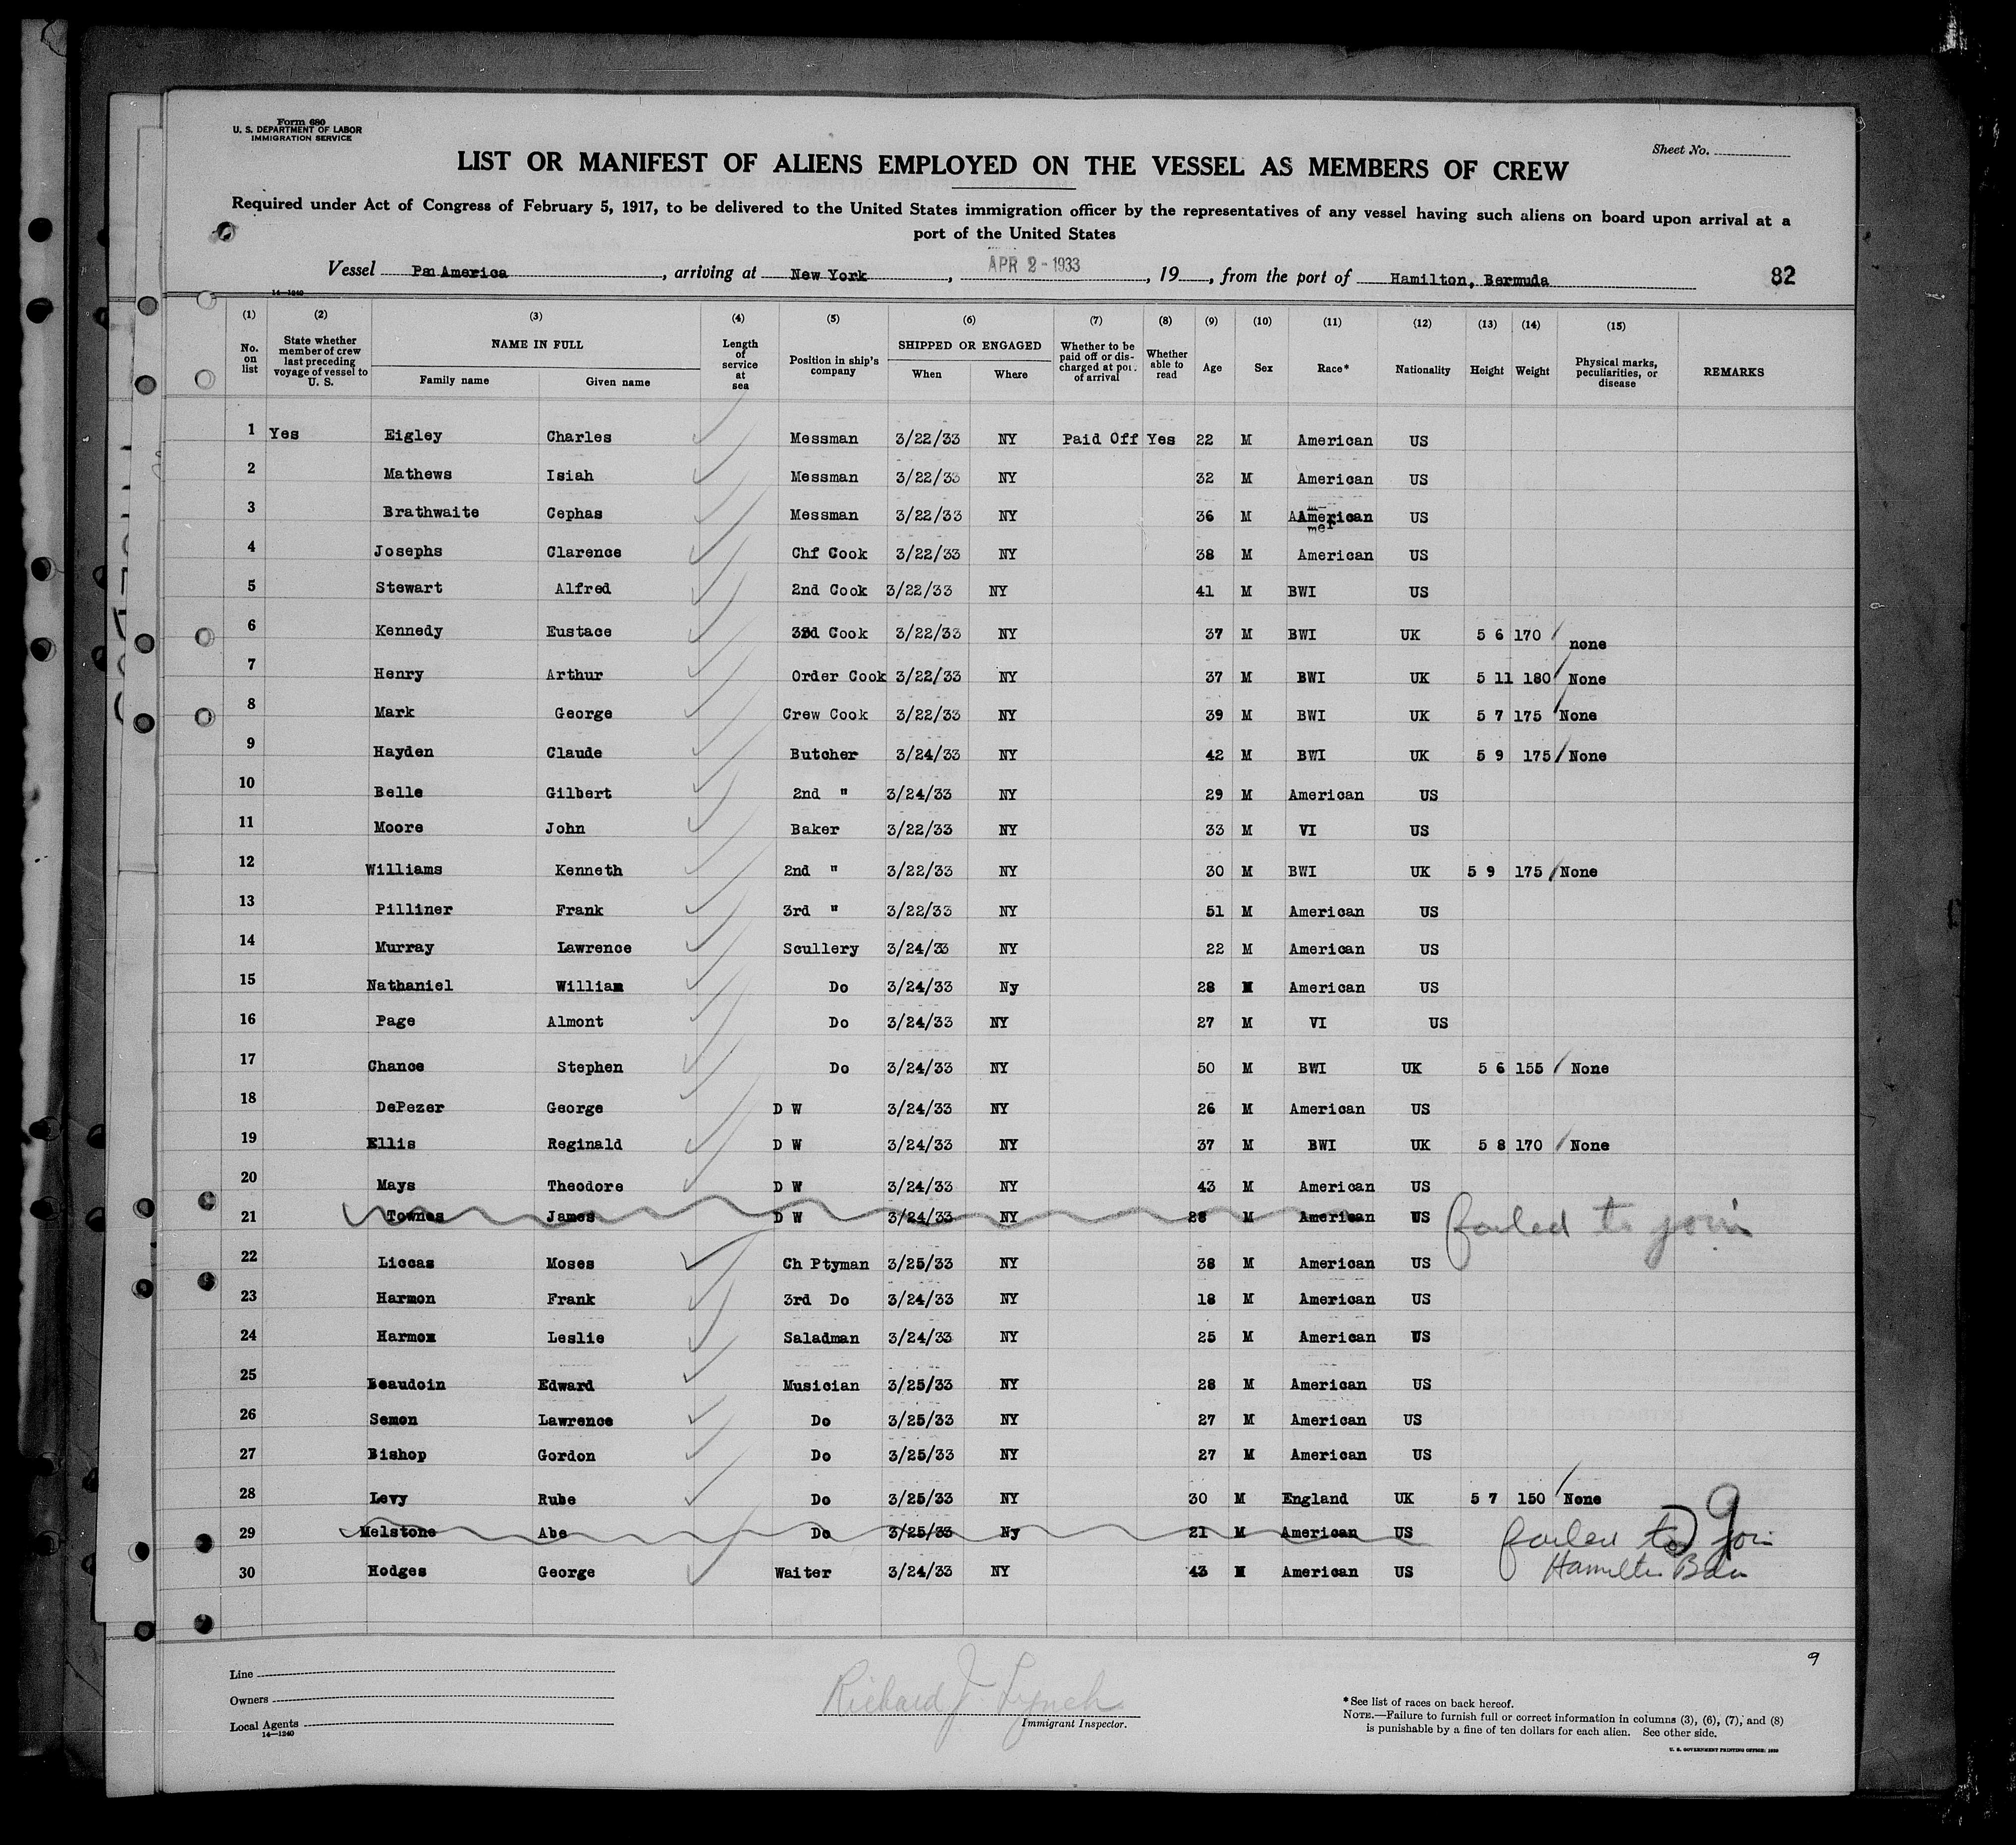 Form 680
U. S. DEPARTMENT OF LABOR
IMMIGRATION SERVICE
Sheet No.
LIST OR MANIFEST OF ALIENS EMPLOYED ON THE VESSEL AS MEMBERS OF CREW
Required under Act of Congress of February 5, 1917, to be delivered to the United States immigration officer by the representatives of any vessel having such aliens on board upon arrival at a
port of the United States
Vessel Pan America, arriving at New York, APR 2 - 1933, 19, from the port of Hamilton, Bermuda 82
14—1240
(1) (2) (3) (4) (5) (6) (7) (8) (9) (10) (11) (12) (13) (14) (15)
No. on list State whether member of crew last preceding voyage of vessel to U. S. NAME IN FULL Family name Given name Length of service at sea Position in ship's company SHIPPED OR ENGAGED When Where Whether to be paid off or discharged at port of arrival Whether able to read Age Sex Race* Nationality Height Weight Physical marks, peculiarities, or disease REMARKS
1 Yes Eigley Charles Messman 3/22/33 NY Paid Off Yes 22 M American US
2 Mathews Isiah Messman 3/22/33 NY 32 M American US
3 Brathwaite Cephas Messman 3/22/33 NY 36 M American US
4 Josephs Clarence Chf Cook 3/22/33 NY 38 M American US
5 Stewart Alfred 2nd Cook 3/22/33 NY 41 M BWI US
6 Kennedy Eustace 3rd Cook 3/22/33 NY 37 M BWI UK 5 6 170 none
7 Henry Arthur Order Cook 3/22/33 NY 37 M BWI UK 5 11 180 None
8 Mark George Crew Cook 3/22/33 NY 39 M BWI UK 5 7 175 None
9 Hayden Claude Butcher 3/24/33 NY 42 M BWI UK 5 9 175 None
10 Belle Gilbert 2nd " 3/24/33 NY 29 M American US
11 Moore John Baker 3/22/33 NY 33 M VI US
12 Williams Kenneth 2nd " 3/22/33 NY 30 M BWI UK 5 9 175 None
13 Pilliner Frank 3rd " 3/22/33 NY 51 M American US
14 Murray Lawrence Scullery 3/24/33 NY 22 M American US
15 Nathaniel William Do 3/24/33 Ny 28 M American US
16 Page Almont Do 3/24/33 NY 27 M VI US
17 Chance Stephen Do 3/24/33 NY 50 M BWI UK 5 6 155 None
18 DePezer George D W 3/24/33 NY 26 M American US
19 Ellis Reginald D W 3/24/33 NY 37 M BWI UK 5 8 170 None
20 Mays Theodore D W 3/24/33 NY 43 M American US
21 Townes James D W 3/24/33 NY 28 M American US failed to join
22 Liccas Moses Ch Ptyman 3/25/33 NY 38 M American US
23 Harmon Frank 3rd Do 3/24/33 NY 18 M American US
24 Harmon Leslie Saladman 3/24/33 NY 25 M American US
25 Beaudoin Edward Musician 3/25/33 NY 28 M American US
26 Semon Lawrence Do 3/25/33 NY 27 M American US
27 Bishop Gordon Do 3/25/33 NY 27 M American US
28 Levy Rube Do 3/25/33 NY 30 M England UK 5 7 150 None 9
29 Melstone Abe Do 3/25/33 Ny 21 M American US failed to join
30 Hodges George Waiter 3/24/33 NY 43 M American US Hamilton Bda
9
Line
Owners
Local Agents
14—1240
Richard J. Lynch
Immigrant Inspector.
*See list of races on back hereof.
NOTE.—Failure to furnish full or correct information in columns (3), (6), (7), and (8)
is punishable by a fine of ten dollars for each alien. See other side.
U. S. GOVERNMENT PRINTING OFFICE: